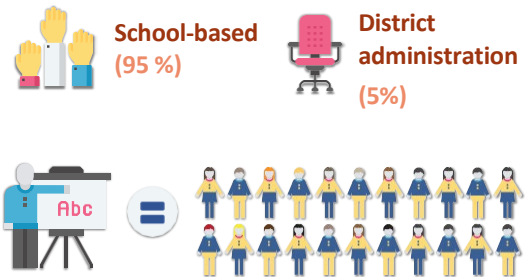 School-based
(95 %)
District
administration
(5%)
Abc
=